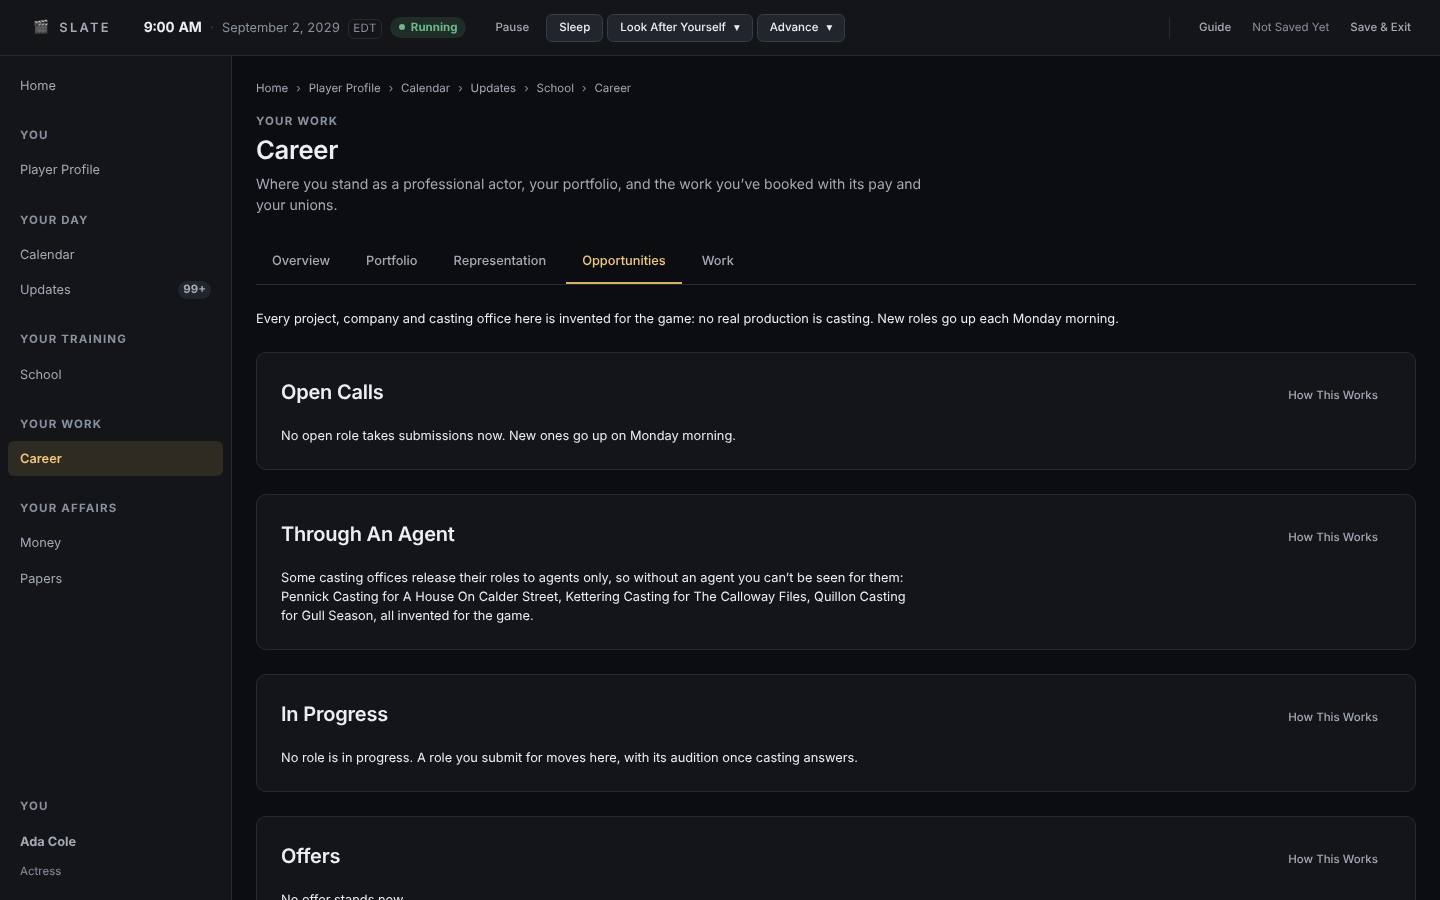 SLATE
9:00 AM · September 2, 2029 EDT Running
Pause
Sleep
Look After Yourself ▾
Advance ▾
Guide
Not Saved Yet
Save & Exit
Home
YOU
Player Profile
YOUR DAY
Calendar
Updates 99+
YOUR TRAINING
School
YOUR WORK
Career
YOUR AFFAIRS
Money
Papers
YOU
Ada Cole
Actress
Home › Player Profile › Calendar › Updates › School › Career
YOUR WORK
Career
Where you stand as a professional actor, your portfolio, and the work you’ve booked with its pay and
your unions.
Overview
Portfolio
Representation
Opportunities
Work
Every project, company and casting office here is invented for the game: no real production is casting. New roles go up each Monday morning.
Open Calls
How This Works
No open role takes submissions now. New ones go up on Monday morning.
Through An Agent
How This Works
Some casting offices release their roles to agents only, so without an agent you can’t be seen for them:
Pennick Casting for A House On Calder Street, Kettering Casting for The Calloway Files, Quillon Casting
for Gull Season, all invented for the game.
In Progress
How This Works
No role is in progress. A role you submit for moves here, with its audition once casting answers.
Offers
How This Works
No offer stands now.